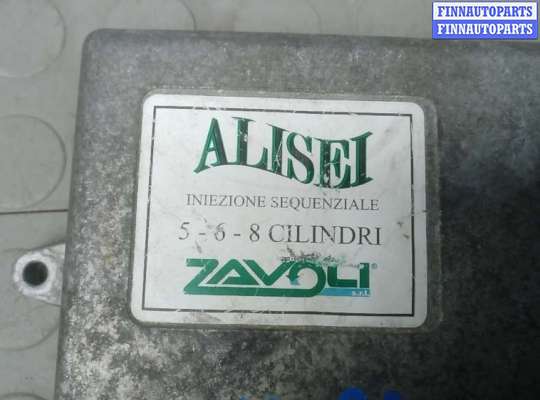 FINNAUTOPARTS
FINNAUTOPARTS
ALISEI
INIEZIONE SEQUENZIALE
5 - 6 - 8 CILINDRI
ZAVOLI®
s.r.l.